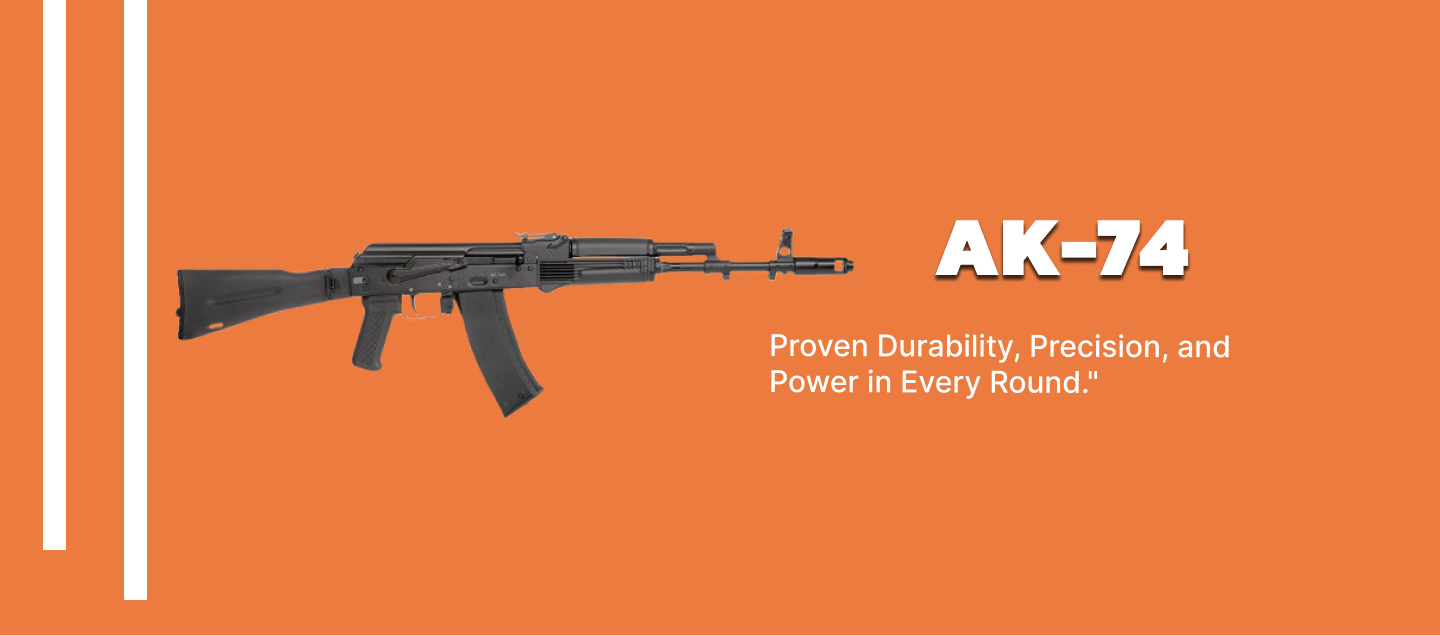 AK-74
Proven Durability, Precision, and
Power in Every Round."